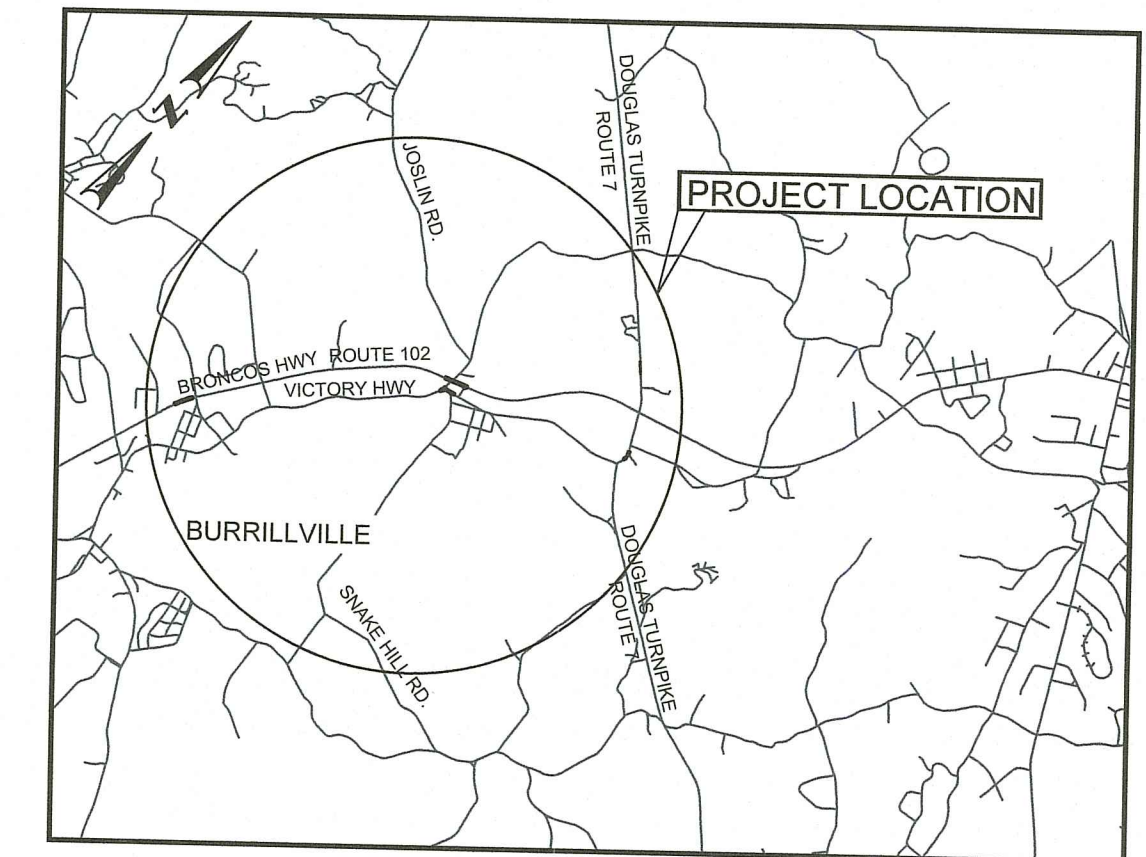 N
DOUGLAS TURNPIKE
ROUTE 7
JOSLIN RD.
PROJECT LOCATION
BRONCOS HWY ROUTE 102
VICTORY HWY
BURRILLVILLE
SNAKE HILL RD.
DOUGLAS TURNPIKE
ROUTE 7